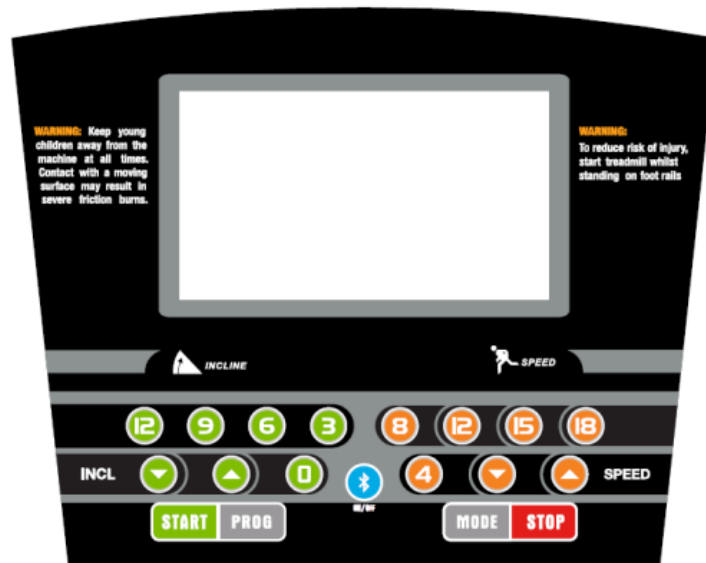 WARNING: Keep young
children away from the
machine at all times.
Contact with a moving
surface may result in
severe friction burns.
WARNING:
To reduce risk of injury,
start treadmill whilst
standing on foot rails
INCLINE
SPEED
12 9 6 3 8 12 15 18
INCL 0 4 SPEED
ON/OFF
START PROG MODE STOP